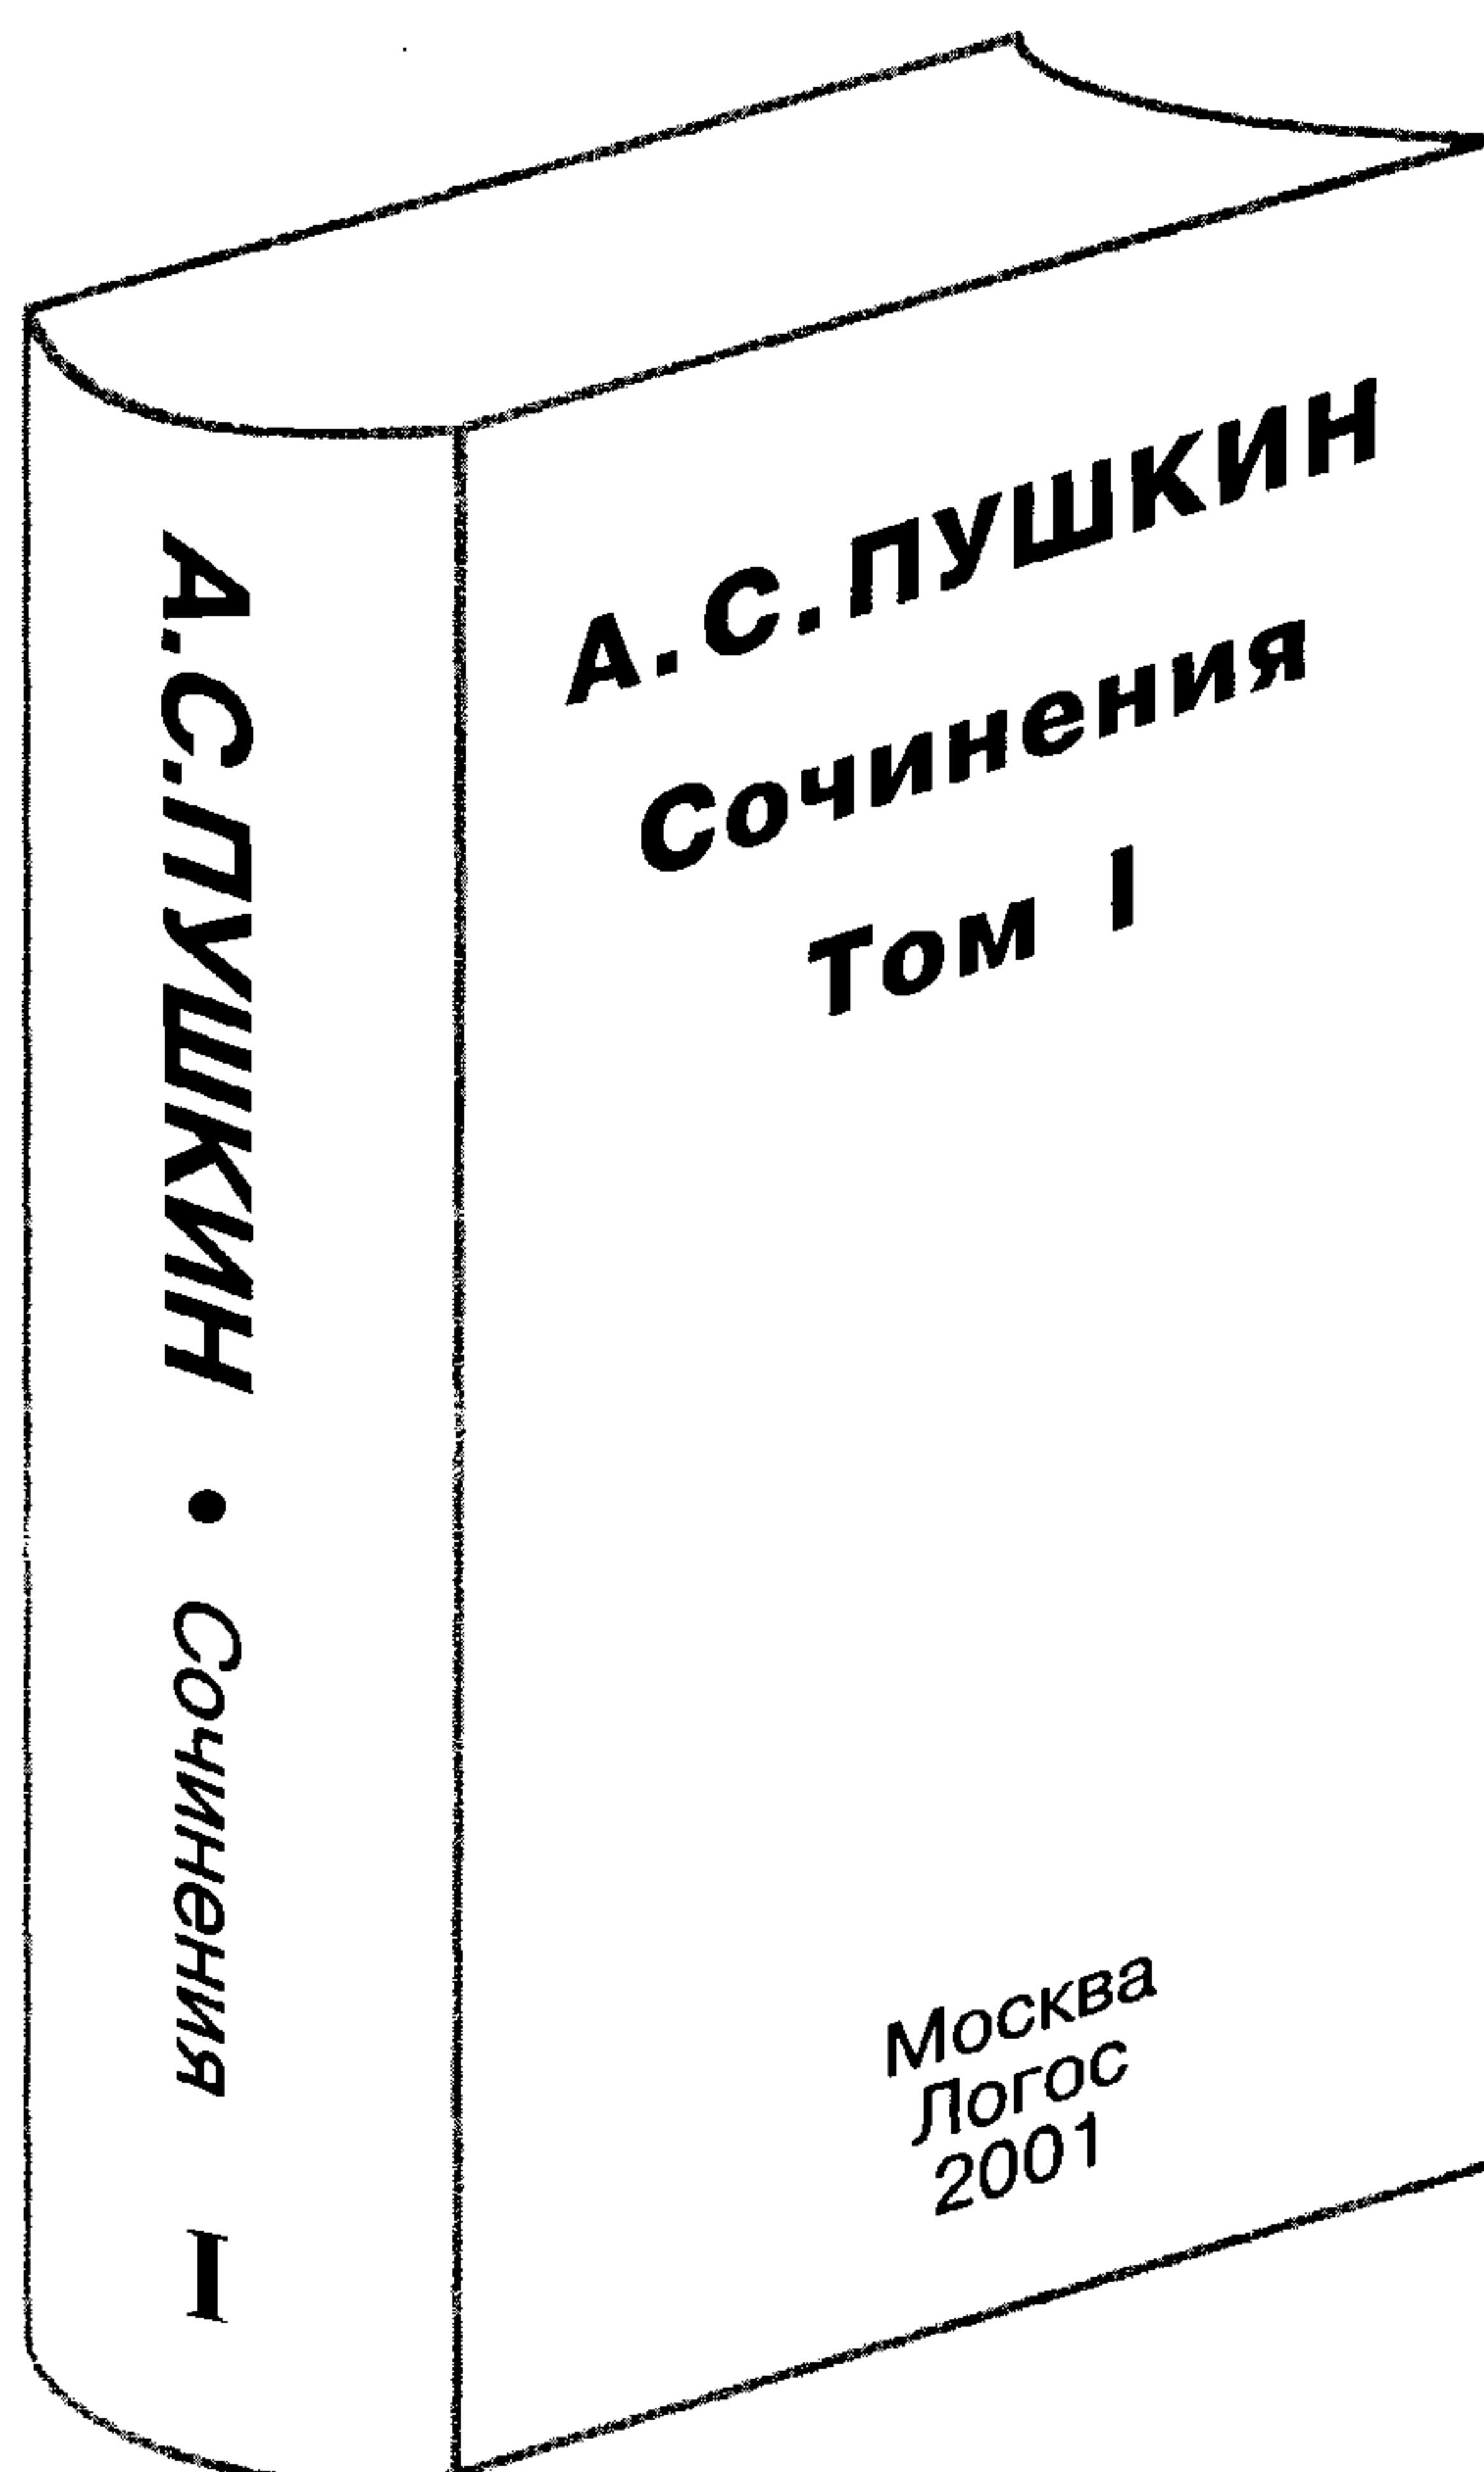 А.С.ПУШКИН • Сочинения I
А.С.ПУШКИН
Сочинения
Том I
Москва
Логос
2001